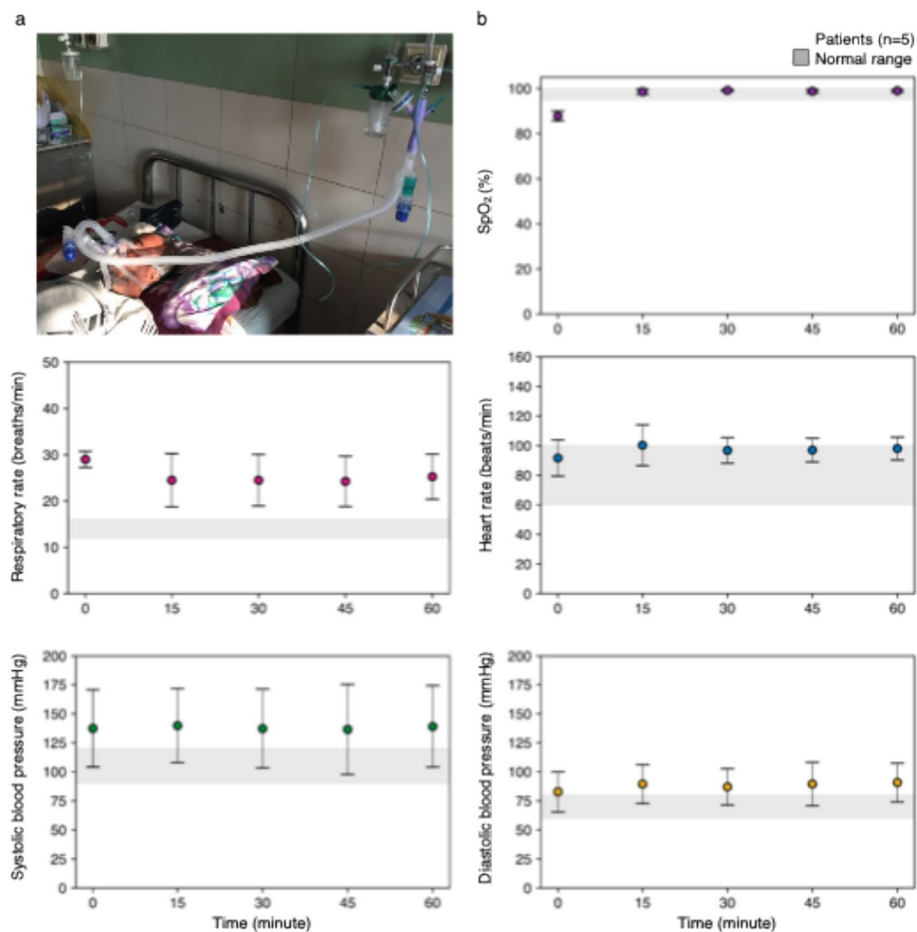 a
b
Patients (n=5)
Normal range
SpO₂ (%)
100
80
60
40
20
0
0 15 30 45 60
Respiratory rate (breaths/min)
50
40
30
20
10
0
0 15 30 45 60
Heart rate (beats/min)
160
140
120
100
80
60
40
20
0
0 15 30 45 60
Systolic blood pressure (mmHg)
200
175
150
125
100
75
50
25
0
0 15 30 45 60
Time (minute)
Diastolic blood pressure (mmHg)
200
175
150
125
100
75
50
25
0
0 15 30 45 60
Time (minute)